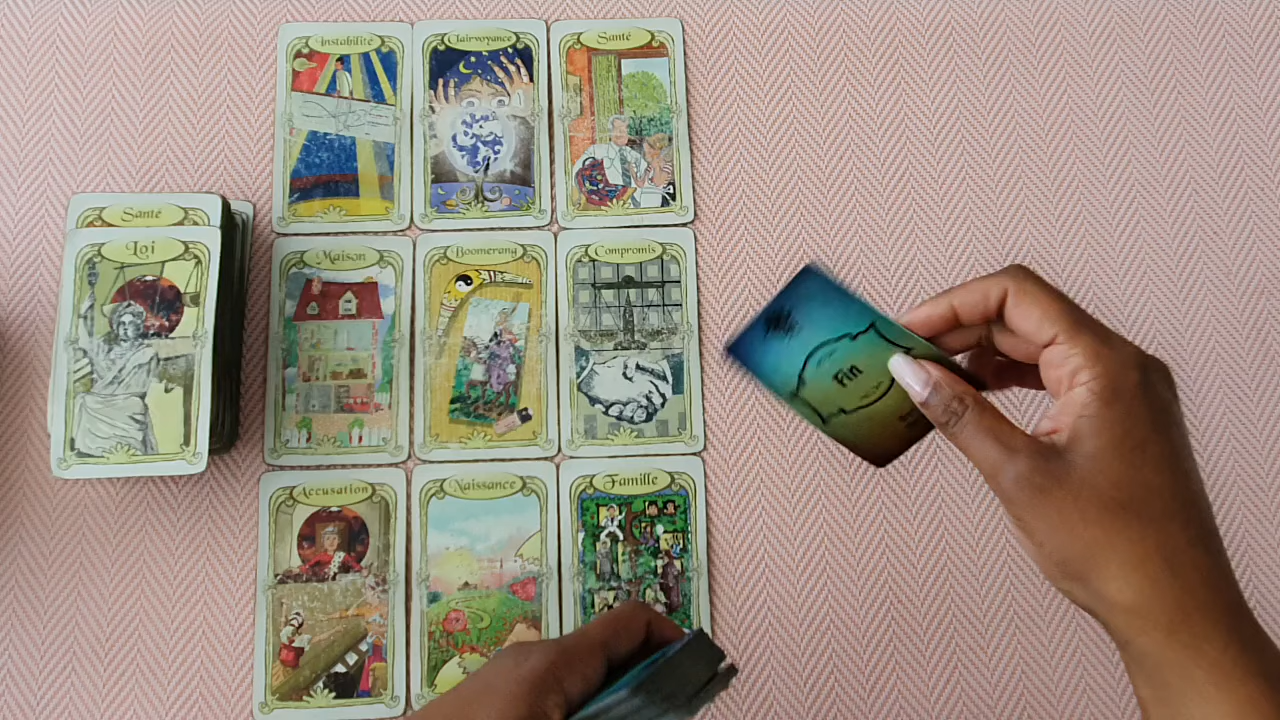 Instabilité
Clairvoyance
Santé
Santé
Loi
Maison
Boomerang
Compromis
Fin
Accusation
Naissance
Famille